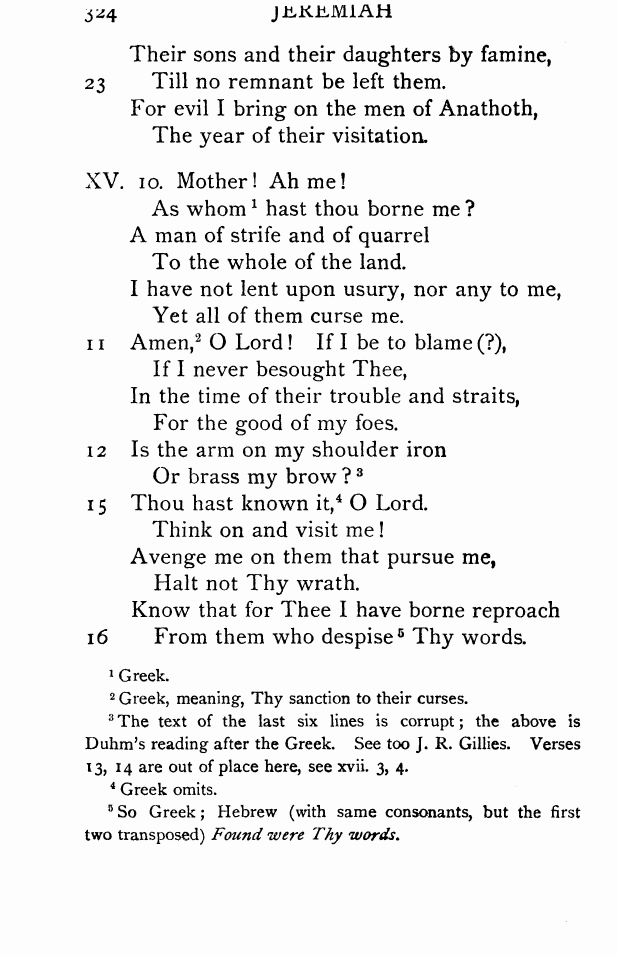 324 JEREMIAH
Their sons and their daughters by famine,
23 Till no remnant be left them.
For evil I bring on the men of Anathoth,
The year of their visitation.
XV. 10. Mother! Ah me!
As whom¹ hast thou borne me?
A man of strife and of quarrel
To the whole of the land.
I have not lent upon usury, nor any to me,
Yet all of them curse me.
11 Amen,² O Lord! If I be to blame (?),
If I never besought Thee,
In the time of their trouble and straits,
For the good of my foes.
12 Is the arm on my shoulder iron
Or brass my brow?³
15 Thou hast known it,⁴ O Lord.
Think on and visit me!
Avenge me on them that pursue me,
Halt not Thy wrath.
Know that for Thee I have borne reproach
16 From them who despise⁵ Thy words.
¹ Greek.
² Greek, meaning, Thy sanction to their curses.
³ The text of the last six lines is corrupt; the above is
Duhm's reading after the Greek. See too J. R. Gillies. Verses
13, 14 are out of place here, see xvii. 3, 4.
⁴ Greek omits.
⁵ So Greek; Hebrew (with same consonants, but the first
two transposed) Found were Thy words.